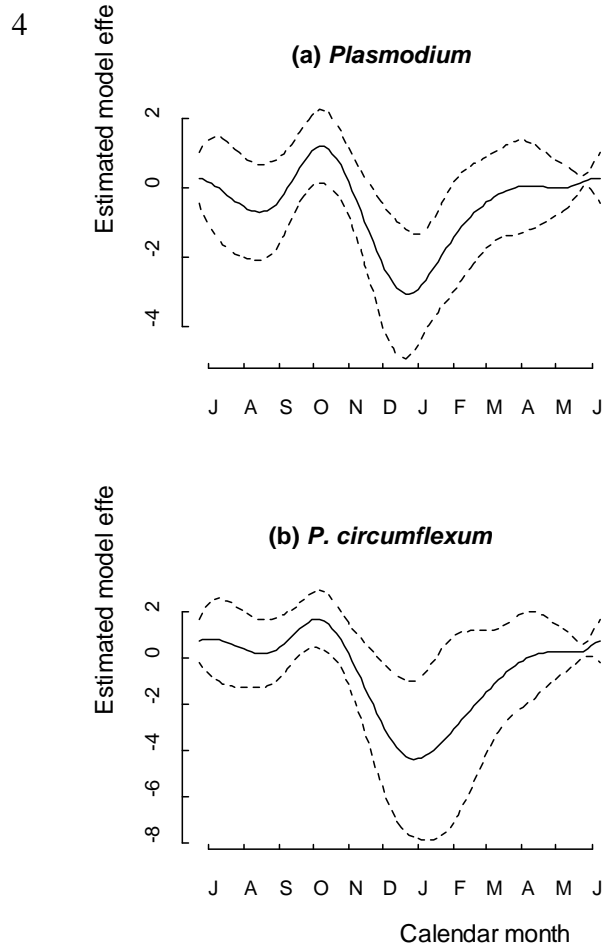 4
(a) Plasmodium
Estimated model effe
2
0
-2
-4
J A S O N D J F M A M J
(b) P. circumflexum
Estimated model effe
2
0
-2
-4
-6
-8
J A S O N D J F M A M J
Calendar month